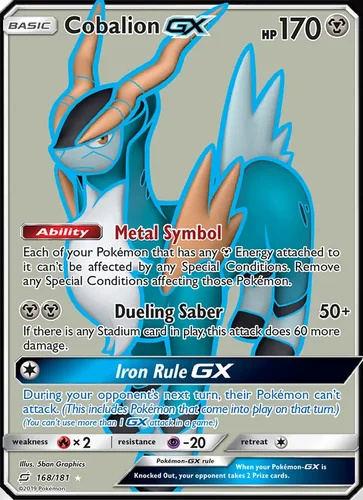 BASIC Cobalion GX HP 170
Ability Metal Symbol
Each of your Pokémon that has any Energy attached to
it can't be affected by any Special Conditions. Remove
any Special Conditions affecting those Pokémon.
Dueling Saber 50+
If there is any Stadium card in play, this attack does 60 more
damage.
Iron Rule GX
During your opponent's next turn, their Pokémon can't
attack. (This includes Pokémon that come into play on that turn.)
(You can't use more than 1 GX attack in a game.)
weakness ×2 resistance -20 retreat
Illus. 5ban Graphics
168/181
©2019 Pokémon
Pokémon-GX rule
When your Pokémon-GX is
Knocked Out, your opponent takes 2 Prize cards.